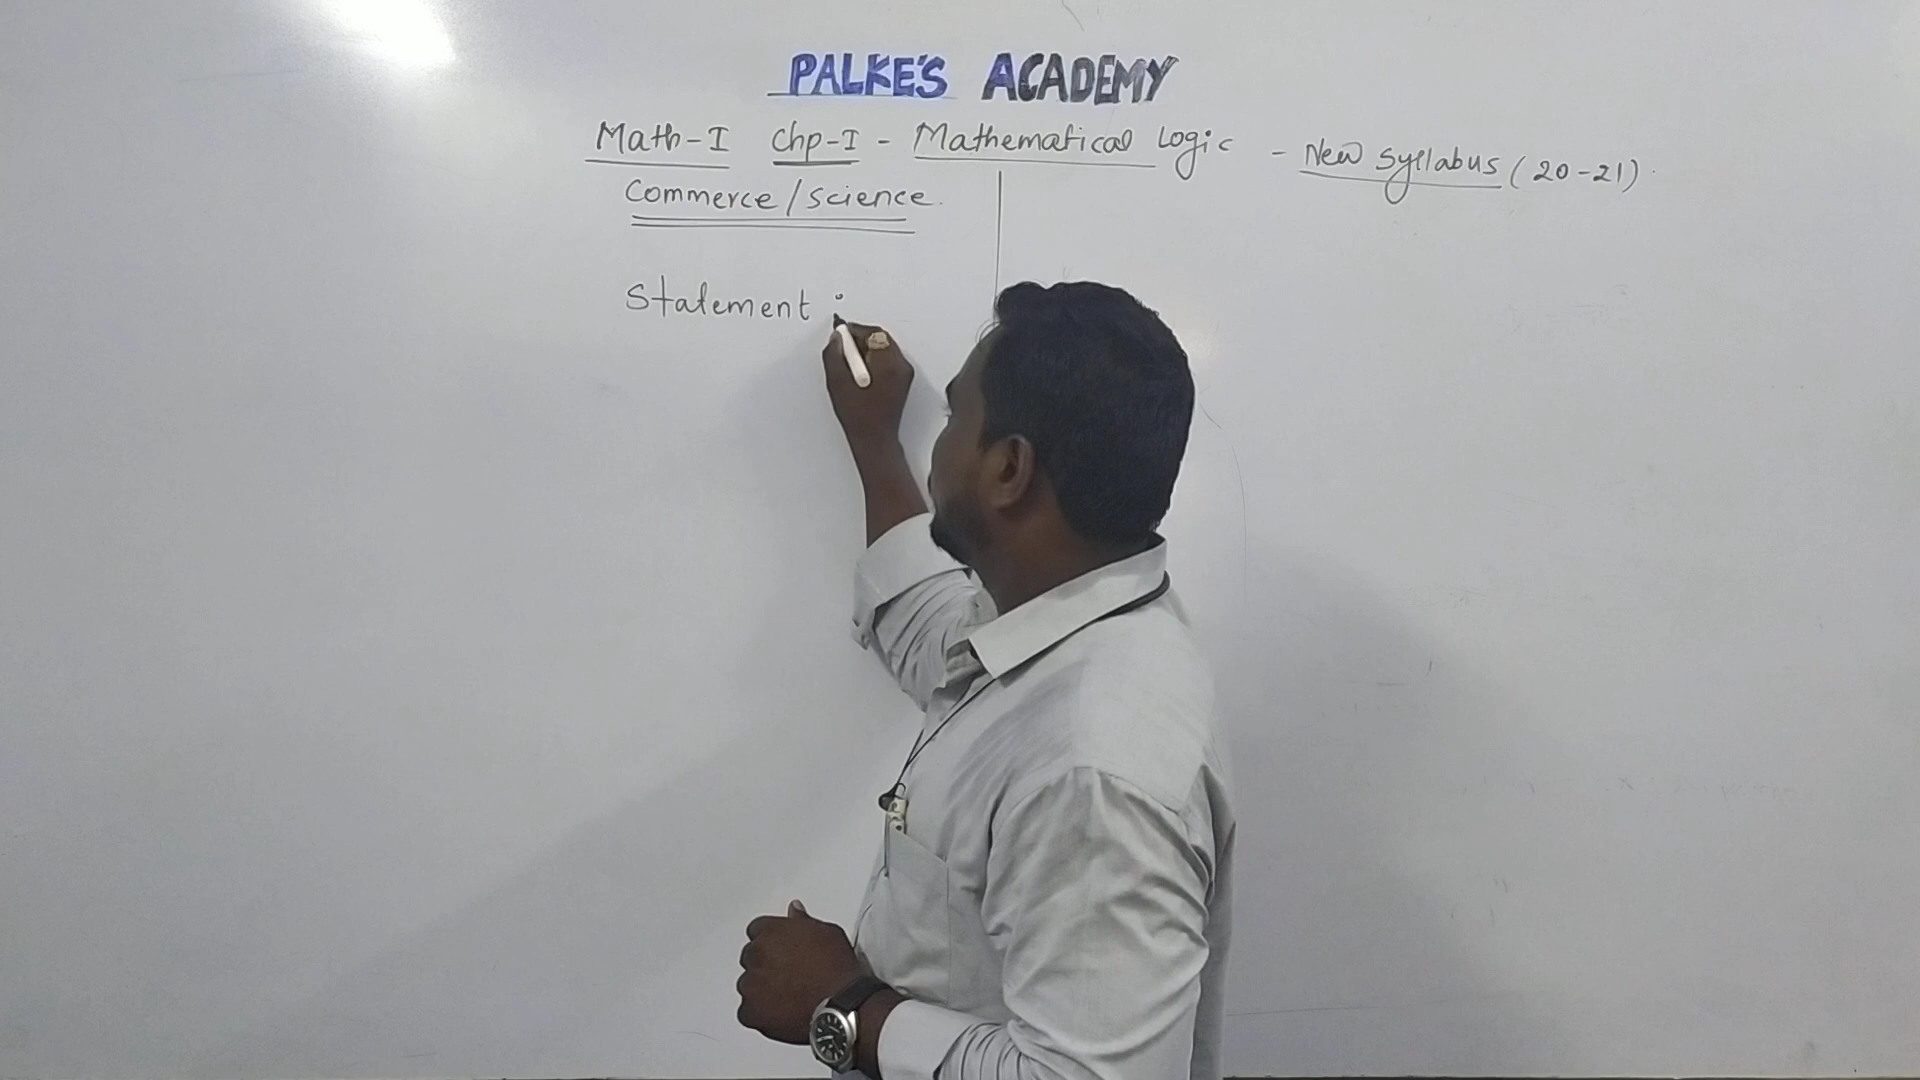 PALKE'S ACADEMY
Math-I Chp-I - Mathematical Logic - New Syllabus (20-21).
Commerce/Science.
Statement :